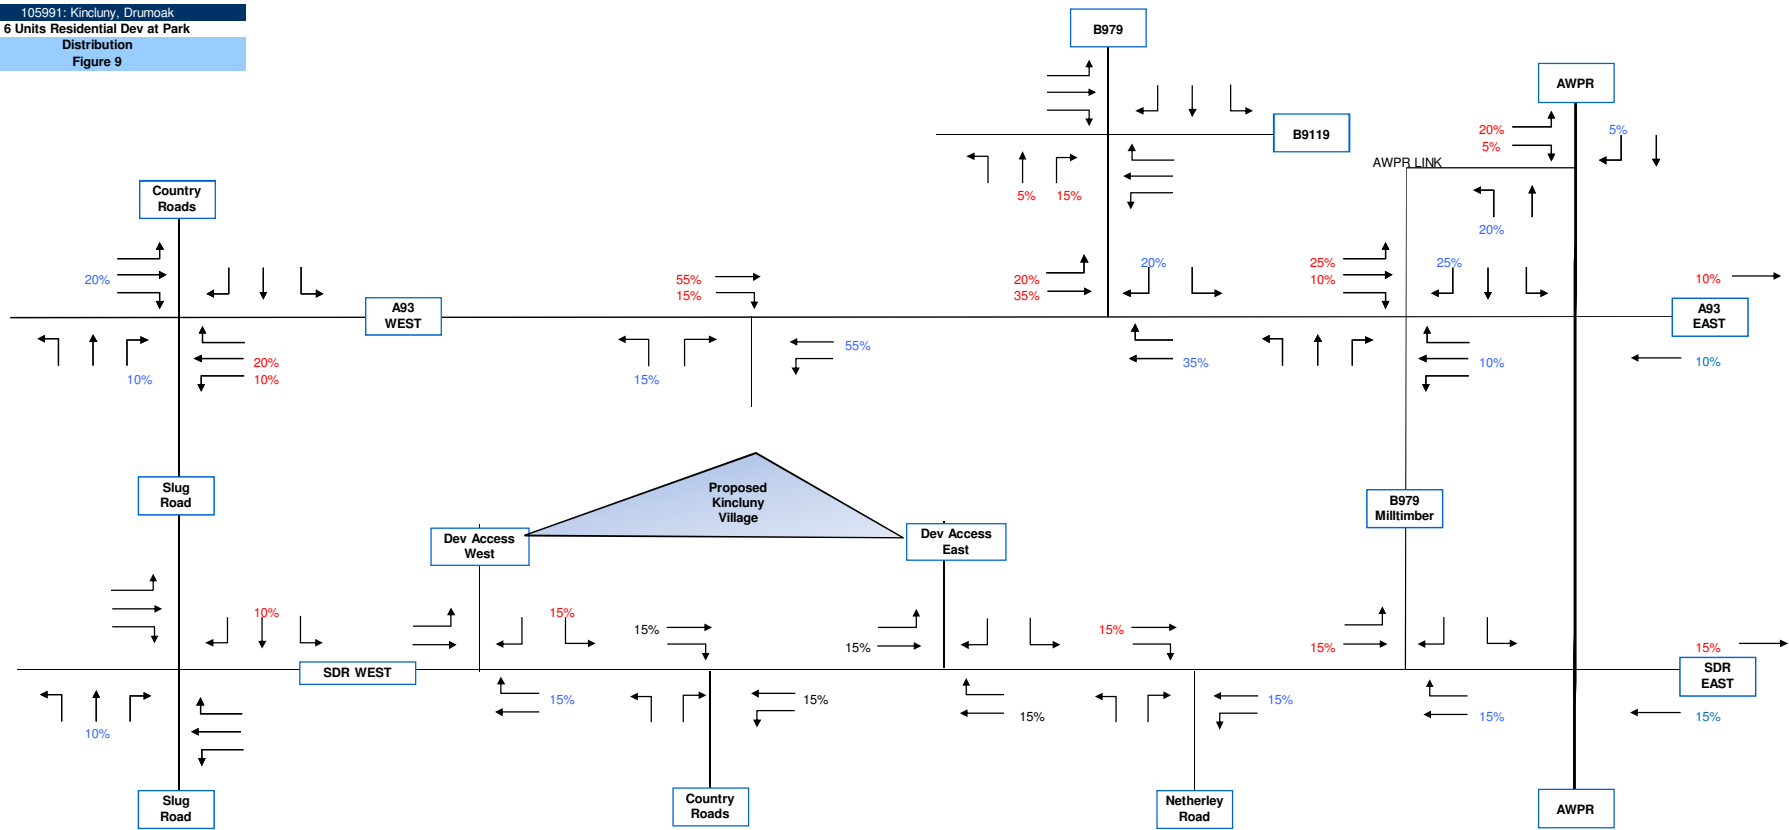 105991: Kincluny, Drumoak
6 Units Residential Dev at Park
Distribution
Figure 9
B979
AWPR
B9119
20%
5%
5%
AWPR LINK
Country
Roads
5%
15%
20%
20%
55%
15%
20%
35%
20%
25%
10%
25%
10%
A93
WEST
A93
EAST
10%
20%
10%
15%
55%
35%
10%
10%
Slug
Road
Proposed
Kincluny
Village
B979
Milltimber
Dev Access
West
Dev Access
East
10%
15%
15%
15%
15%
15%
15%
SDR WEST
SDR
EAST
10%
15%
15%
15%
15%
15%
15%
Slug
Road
Country
Roads
Netherley
Road
AWPR